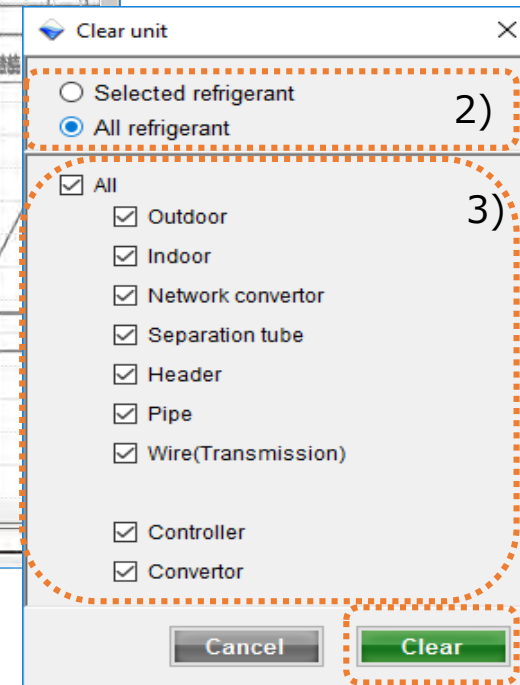 Clear unit
Selected refrigerant
All refrigerant
2)
All
3)
Outdoor
Indoor
Network convertor
Separation tube
Header
Pipe
Wire(Transmission)
Controller
Convertor
Cancel
Clear